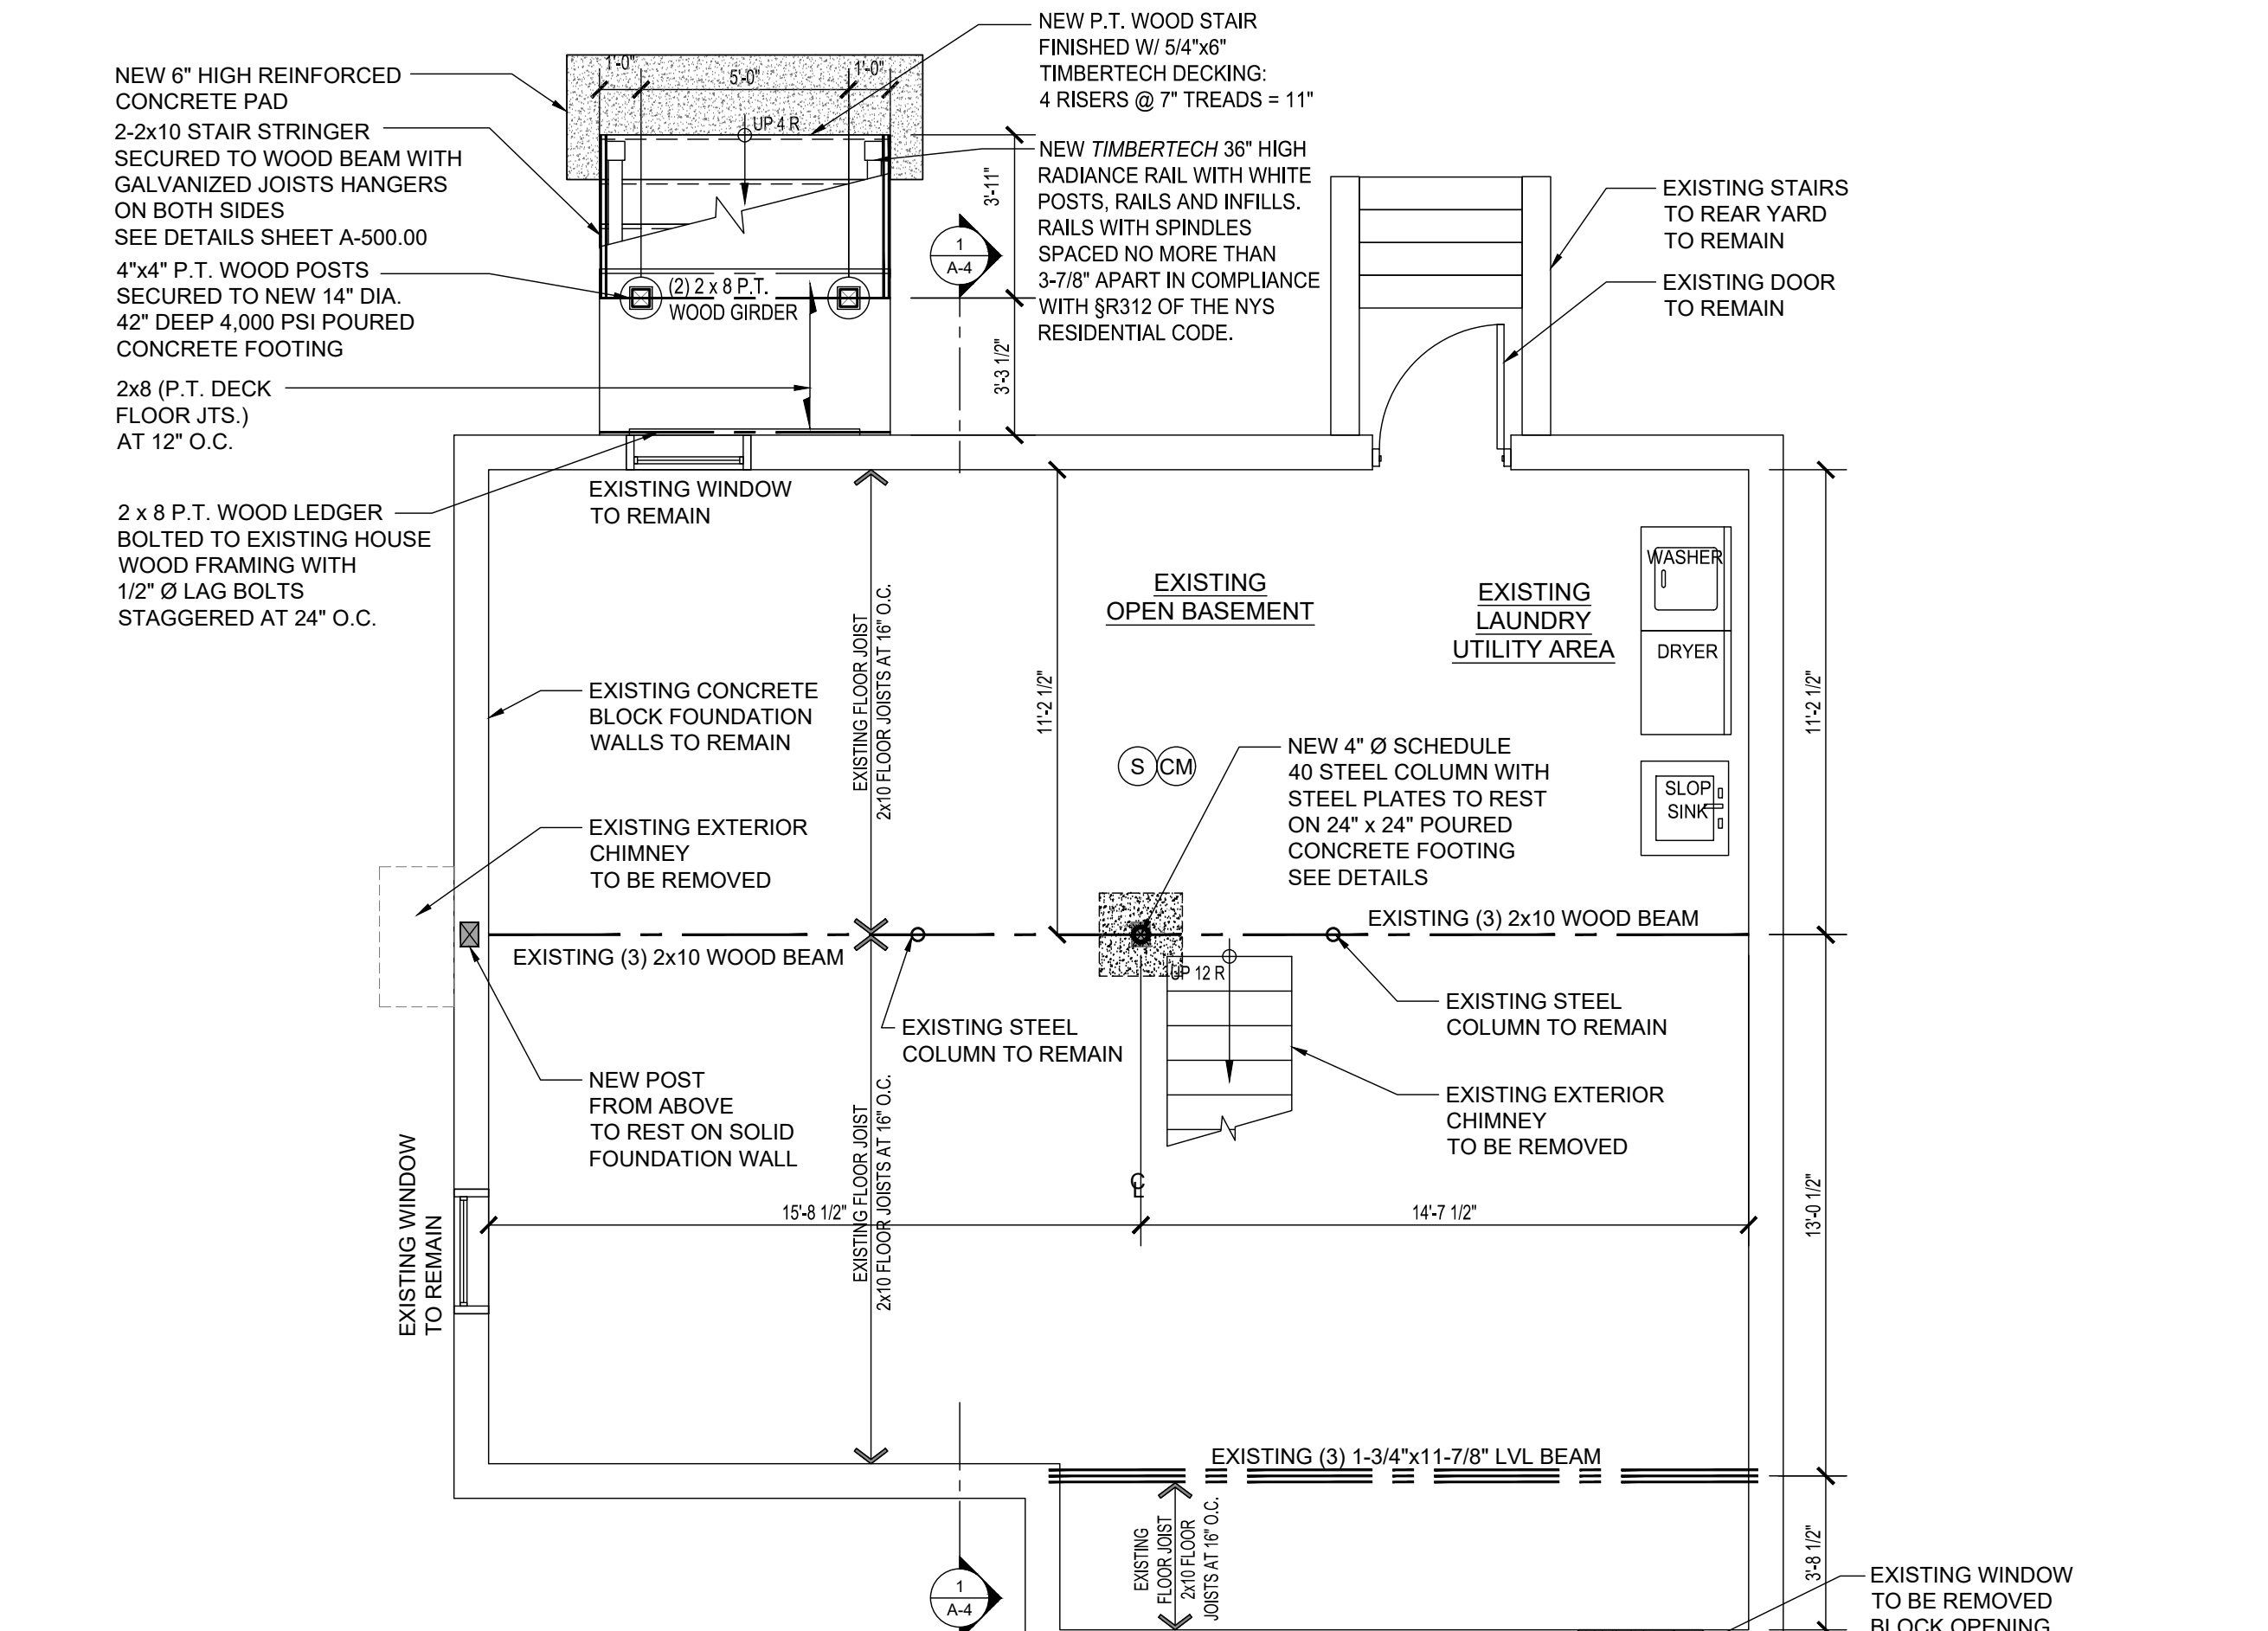 NEW 6" HIGH REINFORCED
CONCRETE PAD
2-2x10 STAIR STRINGER
SECURED TO WOOD BEAM WITH
GALVANIZED JOISTS HANGERS
ON BOTH SIDES
SEE DETAILS SHEET A-500.00
4"x4" P.T. WOOD POSTS
SECURED TO NEW 14" DIA.
42" DEEP 4,000 PSI POURED
CONCRETE FOOTING
2x8 (P.T. DECK
FLOOR JTS.)
AT 12" O.C.
2 x 8 P.T. WOOD LEDGER
BOLTED TO EXISTING HOUSE
WOOD FRAMING WITH
1/2" Ø LAG BOLTS
STAGGERED AT 24" O.C.
1'-0"
5'-0"
1'-0"
UP 4 R
(2) 2 x 8 P.T.
WOOD GIRDER
NEW P.T. WOOD STAIR
FINISHED W/ 5/4"x6"
TIMBERTECH DECKING:
4 RISERS @ 7" TREADS = 11"
NEW TIMBERTECH 36" HIGH
RADIANCE RAIL WITH WHITE
POSTS, RAILS AND INFILLS.
RAILS WITH SPINDLES
SPACED NO MORE THAN
3-7/8" APART IN COMPLIANCE
WITH §R312 OF THE NYS
RESIDENTIAL CODE.
3'-11"
3'-3 1/2"
1
A-4
EXISTING STAIRS
TO REAR YARD
TO REMAIN
EXISTING DOOR
TO REMAIN
EXISTING WINDOW
TO REMAIN
EXISTING FLOOR JOIST
2x10 FLOOR JOISTS AT 16" O.C.
11'-2 1/2"
EXISTING
OPEN BASEMENT
EXISTING
LAUNDRY
UTILITY AREA
WASHER
DRYER
SLOP
SINK
11'-2 1/2"
EXISTING CONCRETE
BLOCK FOUNDATION
WALLS TO REMAIN
S
CM
NEW 4" Ø SCHEDULE
40 STEEL COLUMN WITH
STEEL PLATES TO REST
ON 24" x 24" POURED
CONCRETE FOOTING
SEE DETAILS
EXISTING EXTERIOR
CHIMNEY
TO BE REMOVED
EXISTING (3) 2x10 WOOD BEAM
EXISTING (3) 2x10 WOOD BEAM
UP 12 R
EXISTING STEEL
COLUMN TO REMAIN
EXISTING STEEL
COLUMN TO REMAIN
NEW POST
FROM ABOVE
TO REST ON SOLID
FOUNDATION WALL
EXISTING EXTERIOR
CHIMNEY
TO BE REMOVED
EXISTING WINDOW
TO REMAIN
EXISTING FLOOR JOIST
2x10 FLOOR JOISTS AT 16" O.C.
CL
15'-8 1/2"
14'-7 1/2"
13'-0 1/2"
EXISTING (3) 1-3/4"x11-7/8" LVL BEAM
EXISTING
FLOOR JOIST
2x10 FLOOR
JOISTS AT 16" O.C.
3'-8 1/2"
1
A-4
EXISTING WINDOW
TO BE REMOVED
BLOCK OPENING